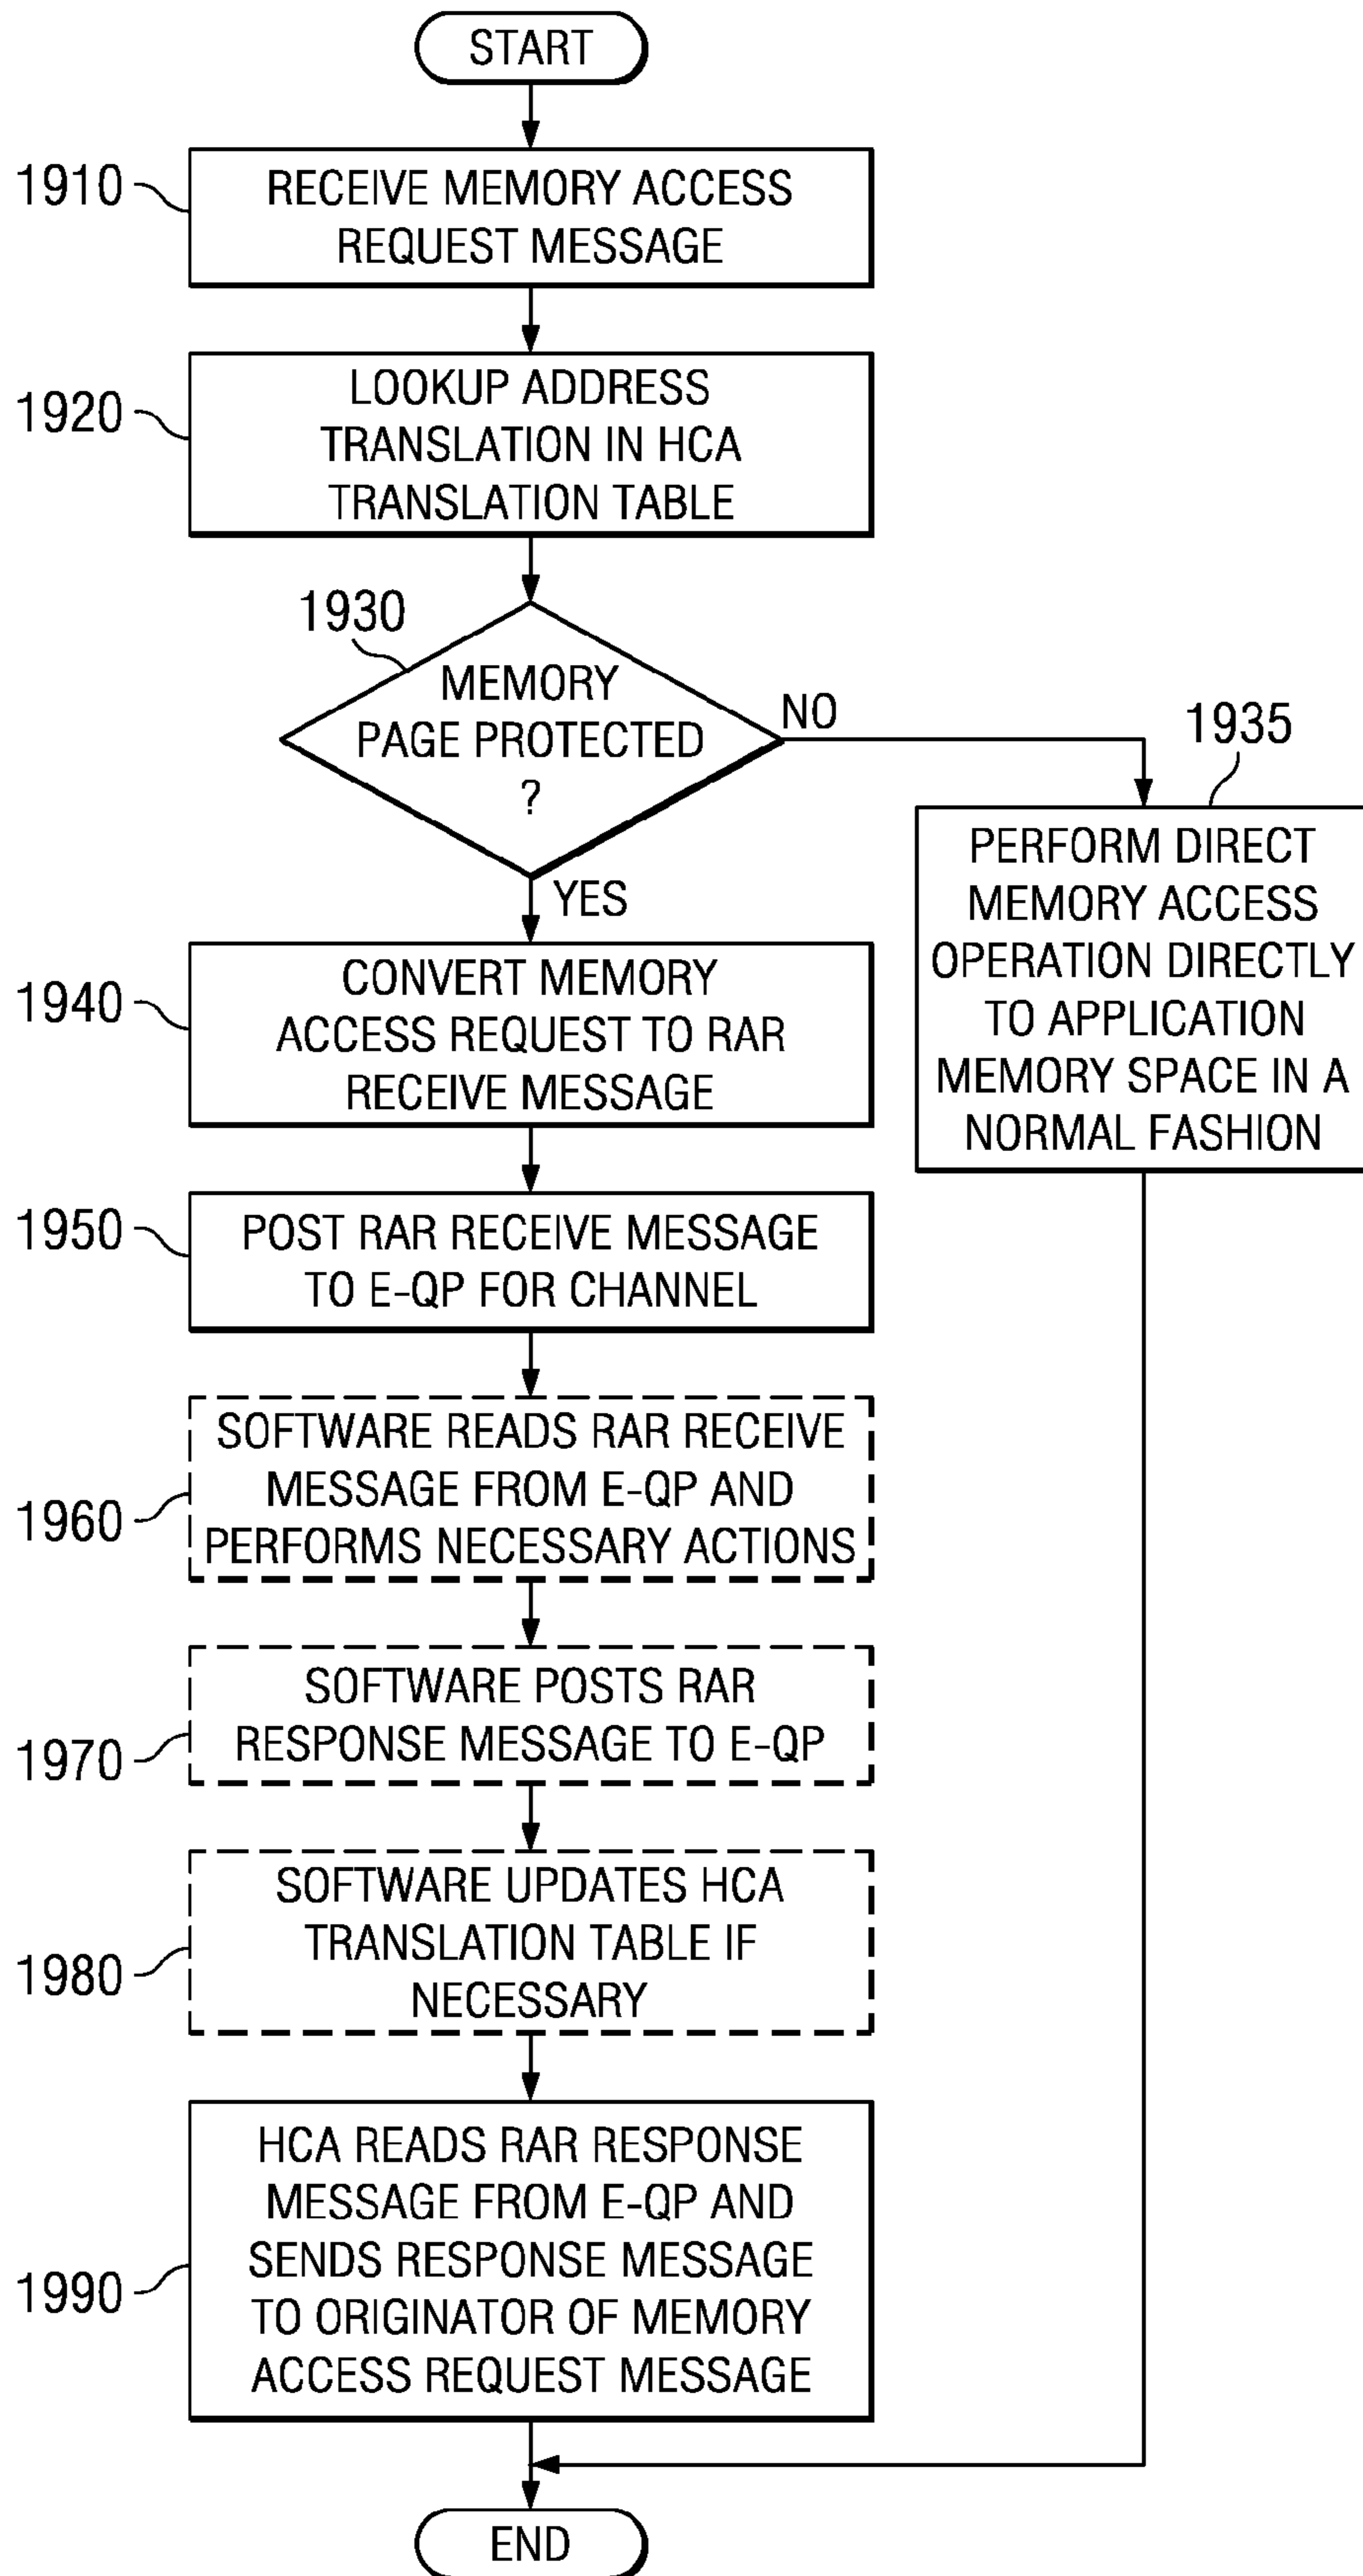 START
1910
RECEIVE MEMORY ACCESS
REQUEST MESSAGE
1920
LOOKUP ADDRESS
TRANSLATION IN HCA
TRANSLATION TABLE
1930
MEMORY
PAGE PROTECTED
?
NO
YES
1935
PERFORM DIRECT
MEMORY ACCESS
OPERATION DIRECTLY
TO APPLICATION
MEMORY SPACE IN A
NORMAL FASHION
1940
CONVERT MEMORY
ACCESS REQUEST TO RAR
RECEIVE MESSAGE
1950
POST RAR RECEIVE MESSAGE
TO E-QP FOR CHANNEL
1960
SOFTWARE READS RAR RECEIVE
MESSAGE FROM E-QP AND
PERFORMS NECESSARY ACTIONS
1970
SOFTWARE POSTS RAR
RESPONSE MESSAGE TO E-QP
1980
SOFTWARE UPDATES HCA
TRANSLATION TABLE IF
NECESSARY
1990
HCA READS RAR RESPONSE
MESSAGE FROM E-QP AND
SENDS RESPONSE MESSAGE
TO ORIGINATOR OF MEMORY
ACCESS REQUEST MESSAGE
END